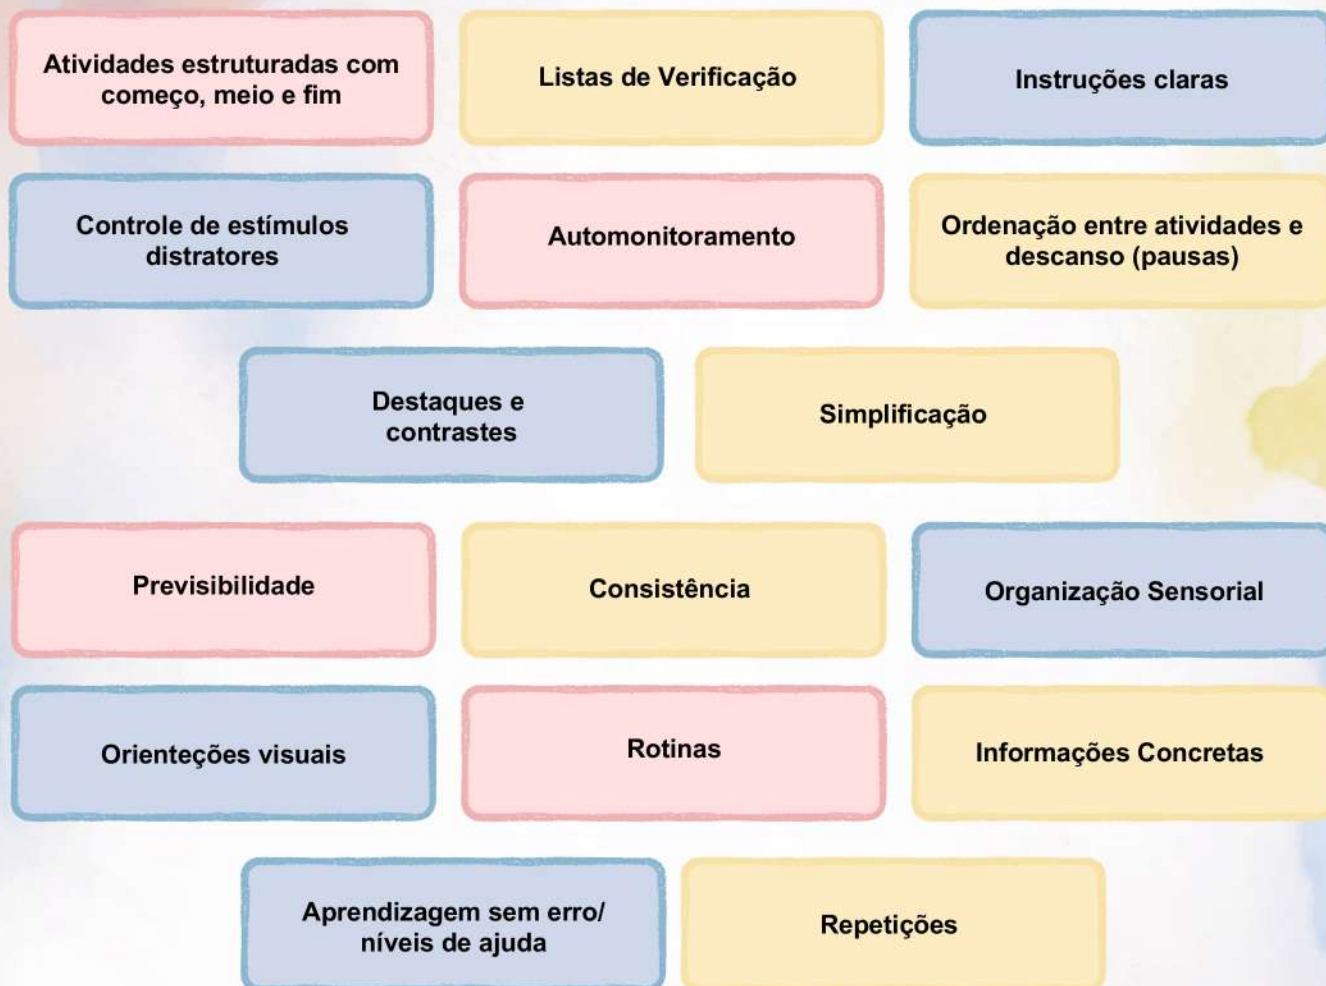 Atividades estruturadas com
começo, meio e fim
Listas de Verificação
Instruções claras
Controle de estímulos
distratores
Automonitoramento
Ordenação entre atividades e
descanso (pausas)
Destaques e
contrastes
Simplificação
Previsibilidade
Consistência
Organização Sensorial
Orienteções visuais
Rotinas
Informações Concretas
Aprendizagem sem erro/
níveis de ajuda
Repetições